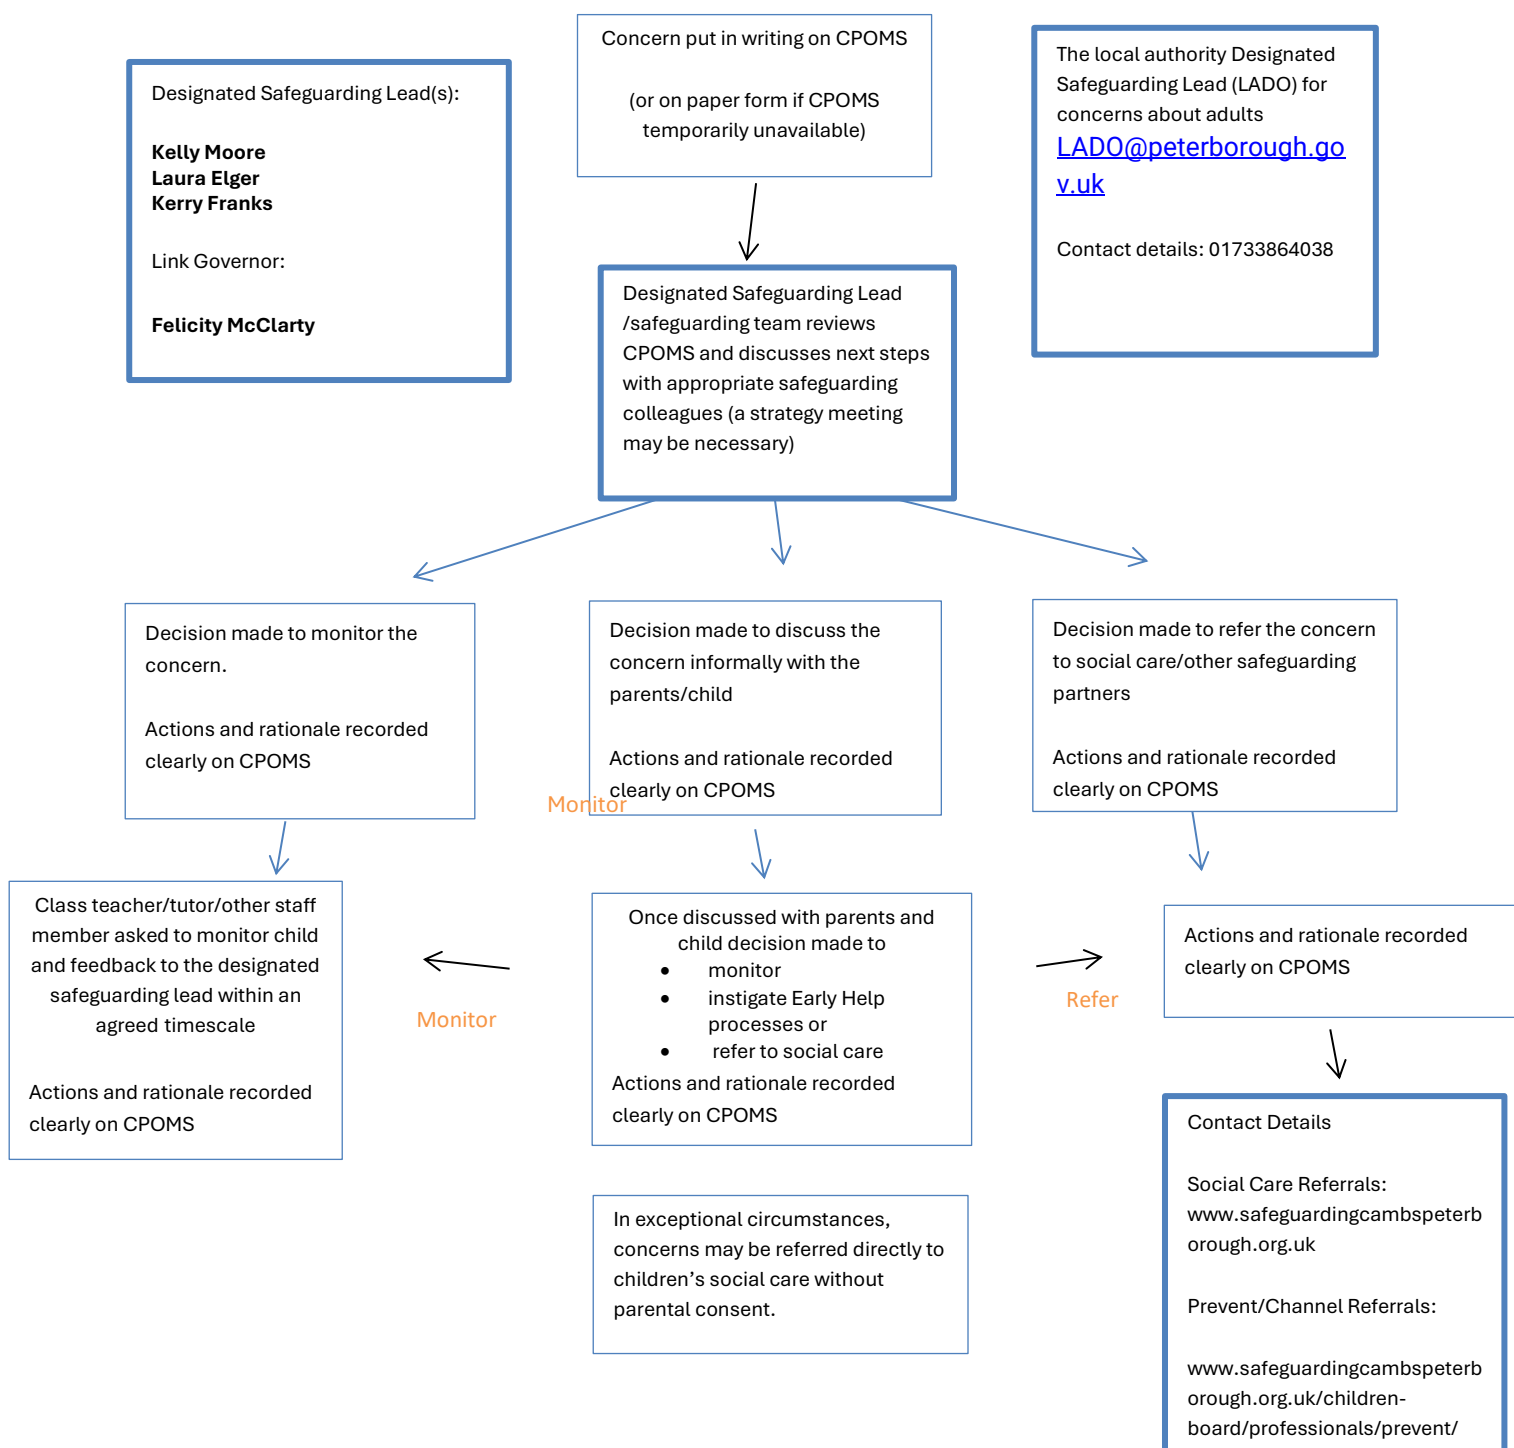 Concern put in writing on CPOMS
(or on paper form if CPOMS
temporarily unavailable)
Designated Safeguarding Lead(s):
Kelly Moore
Laura Elger
Kerry Franks
Link Governor:
Felicity McClarty
The local authority Designated
Safeguarding Lead (LADO) for
concerns about adults
LADO@peterborough.go
v.uk
Contact details: 01733864038
Designated Safeguarding Lead
/safeguarding team reviews
CPOMS and discusses next steps
with appropriate safeguarding
colleagues (a strategy meeting
may be necessary)
Decision made to monitor the
concern.
Actions and rationale recorded
clearly on CPOMS
Decision made to discuss the
concern informally with the
parents/child
Actions and rationale recorded
clearly on CPOMS
Monitor
Decision made to refer the concern
to social care/other safeguarding
partners
Actions and rationale recorded
clearly on CPOMS
Class teacher/tutor/other staff
member asked to monitor child
and feedback to the designated
safeguarding lead within an
agreed timescale
Actions and rationale recorded
clearly on CPOMS
Monitor
Once discussed with parents and
child decision made to
• monitor
• instigate Early Help
processes or
• refer to social care
Actions and rationale recorded
clearly on CPOMS
Refer
Actions and rationale recorded
clearly on CPOMS
In exceptional circumstances,
concerns may be referred directly to
children’s social care without
parental consent.
Contact Details
Social Care Referrals:
www.safeguardingcambspeterb
orough.org.uk
Prevent/Channel Referrals:
www.safeguardingcambspeterb
orough.org.uk/children-
board/professionals/prevent/